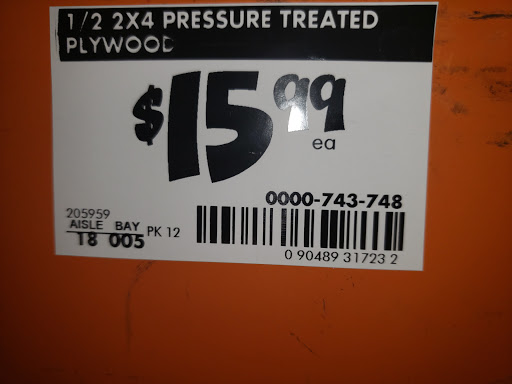 1/2 2X4 PRESSURE TREATED
PLYWOOD
$15.99
ea
0000-743-748
205959
AISLE BAY
18 005 PK 12
0 90489 31723 2